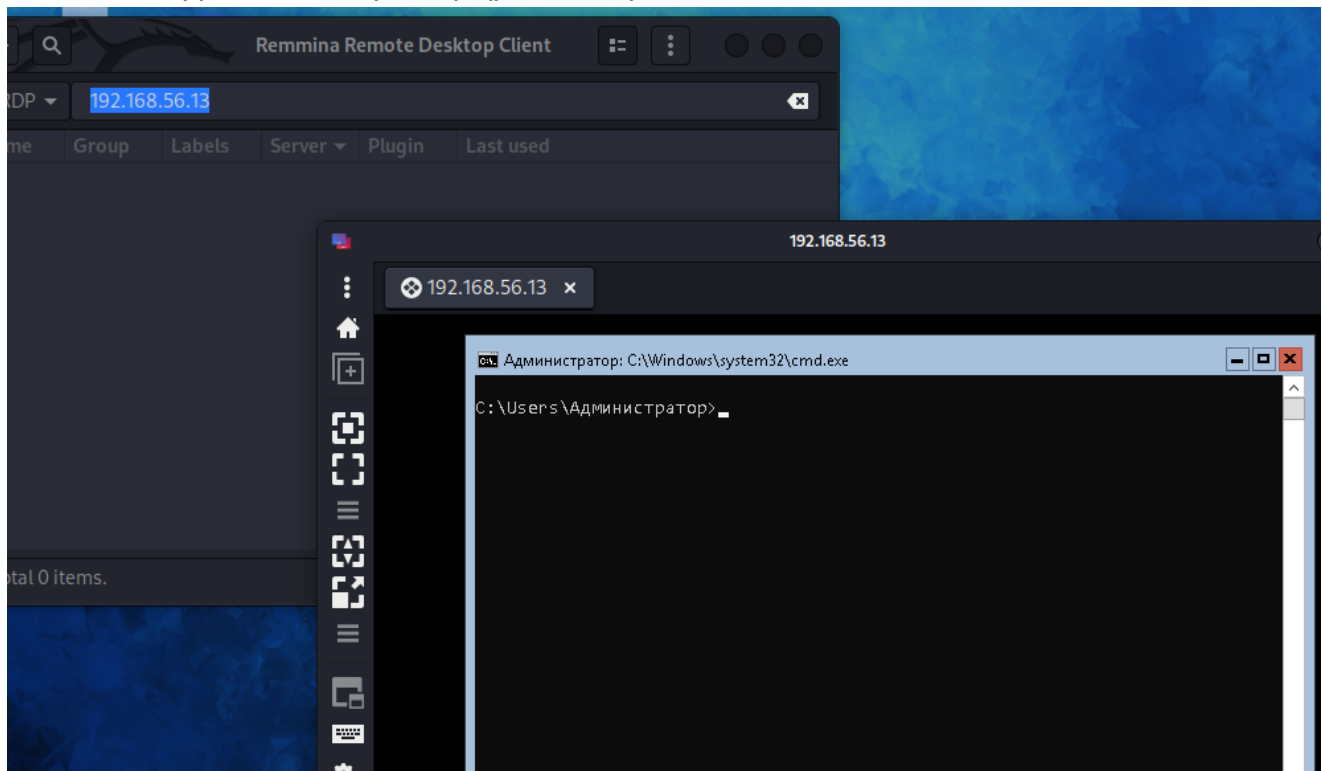 Remmina Remote Desktop Client
RDP 192.168.56.13
Group Labels Server Plugin Last used
192.168.56.13
192.168.56.13
Администратор: C:\Windows\system32\cmd.exe
C:\Users\Администратор>
0 items.